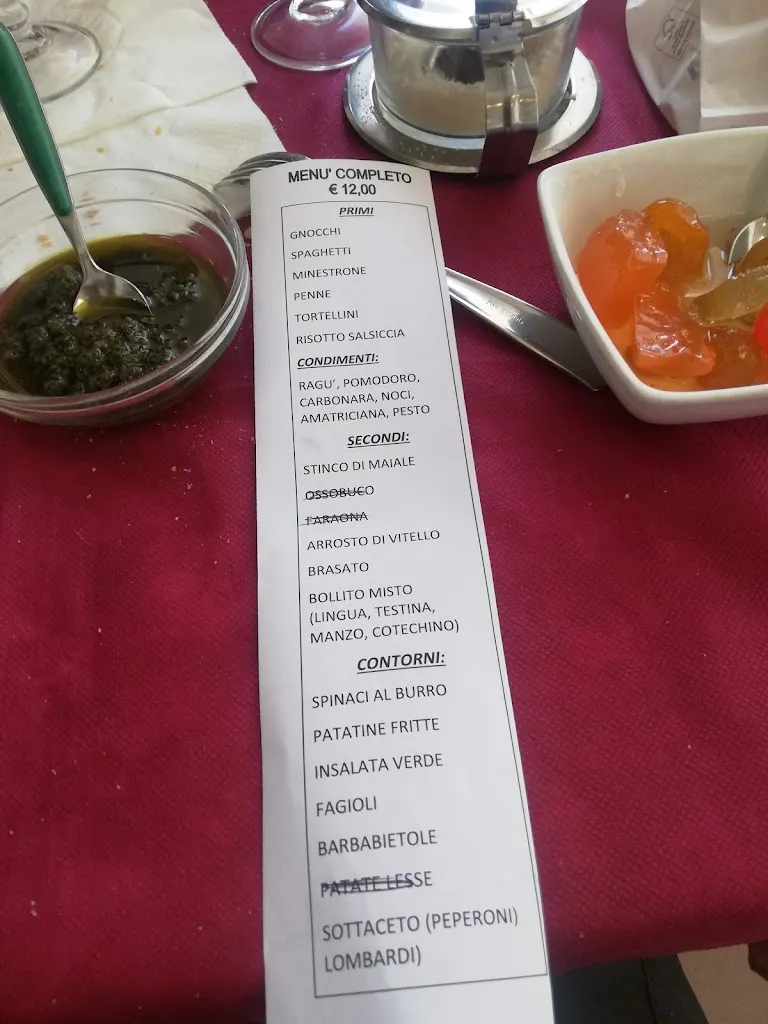 MENU' COMPLETO
€ 12,00
PRIMI
GNOCCHI
SPAGHETTI
MINESTRONE
PENNE
TORTELLINI
RISOTTO SALSICCIA
CONDIMENTI:
RAGU', POMODORO,
CARBONARA, NOCI,
AMATRICIANA, PESTO
SECONDI:
STINCO DI MAIALE
OSSOBUCO
FARAONA
ARROSTO DI VITELLO
BRASATO
BOLLITO MISTO
(LINGUA, TESTINA,
MANZO, COTECHINO)
CONTORNI:
SPINACI AL BURRO
PATATINE FRITTE
INSALATA VERDE
FAGIOLI
BARBABIETOLE
PATATE LESSE
SOTTACETO (PEPERONI)
LOMBARDI)